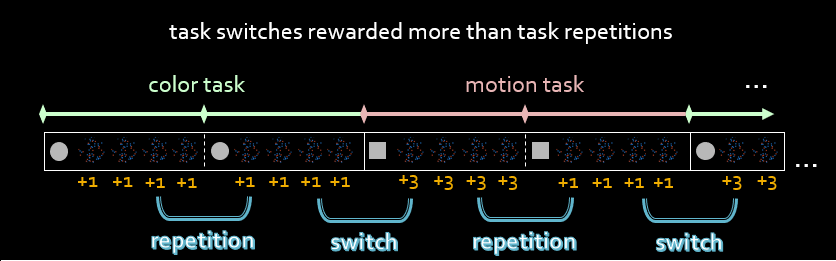 task switches rewarded more than task repetitions
color task motion task ...
...
+1 +1 +1 +1 +1 +1 +1 +1 +3 +3 +3 +3 +1 +1 +1 +1 +3 +3
repetition switch repetition switch